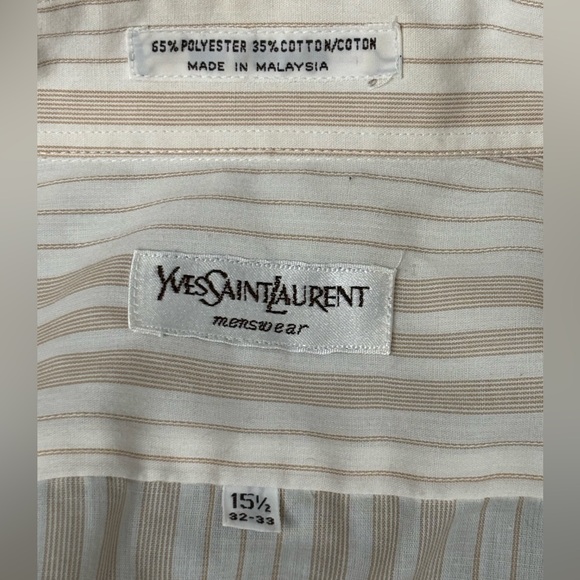 65% POLYESTER 35% COTTON/COTON
MADE IN MALAYSIA
YVESSAINTLAURENT
menswear
15½
32-33